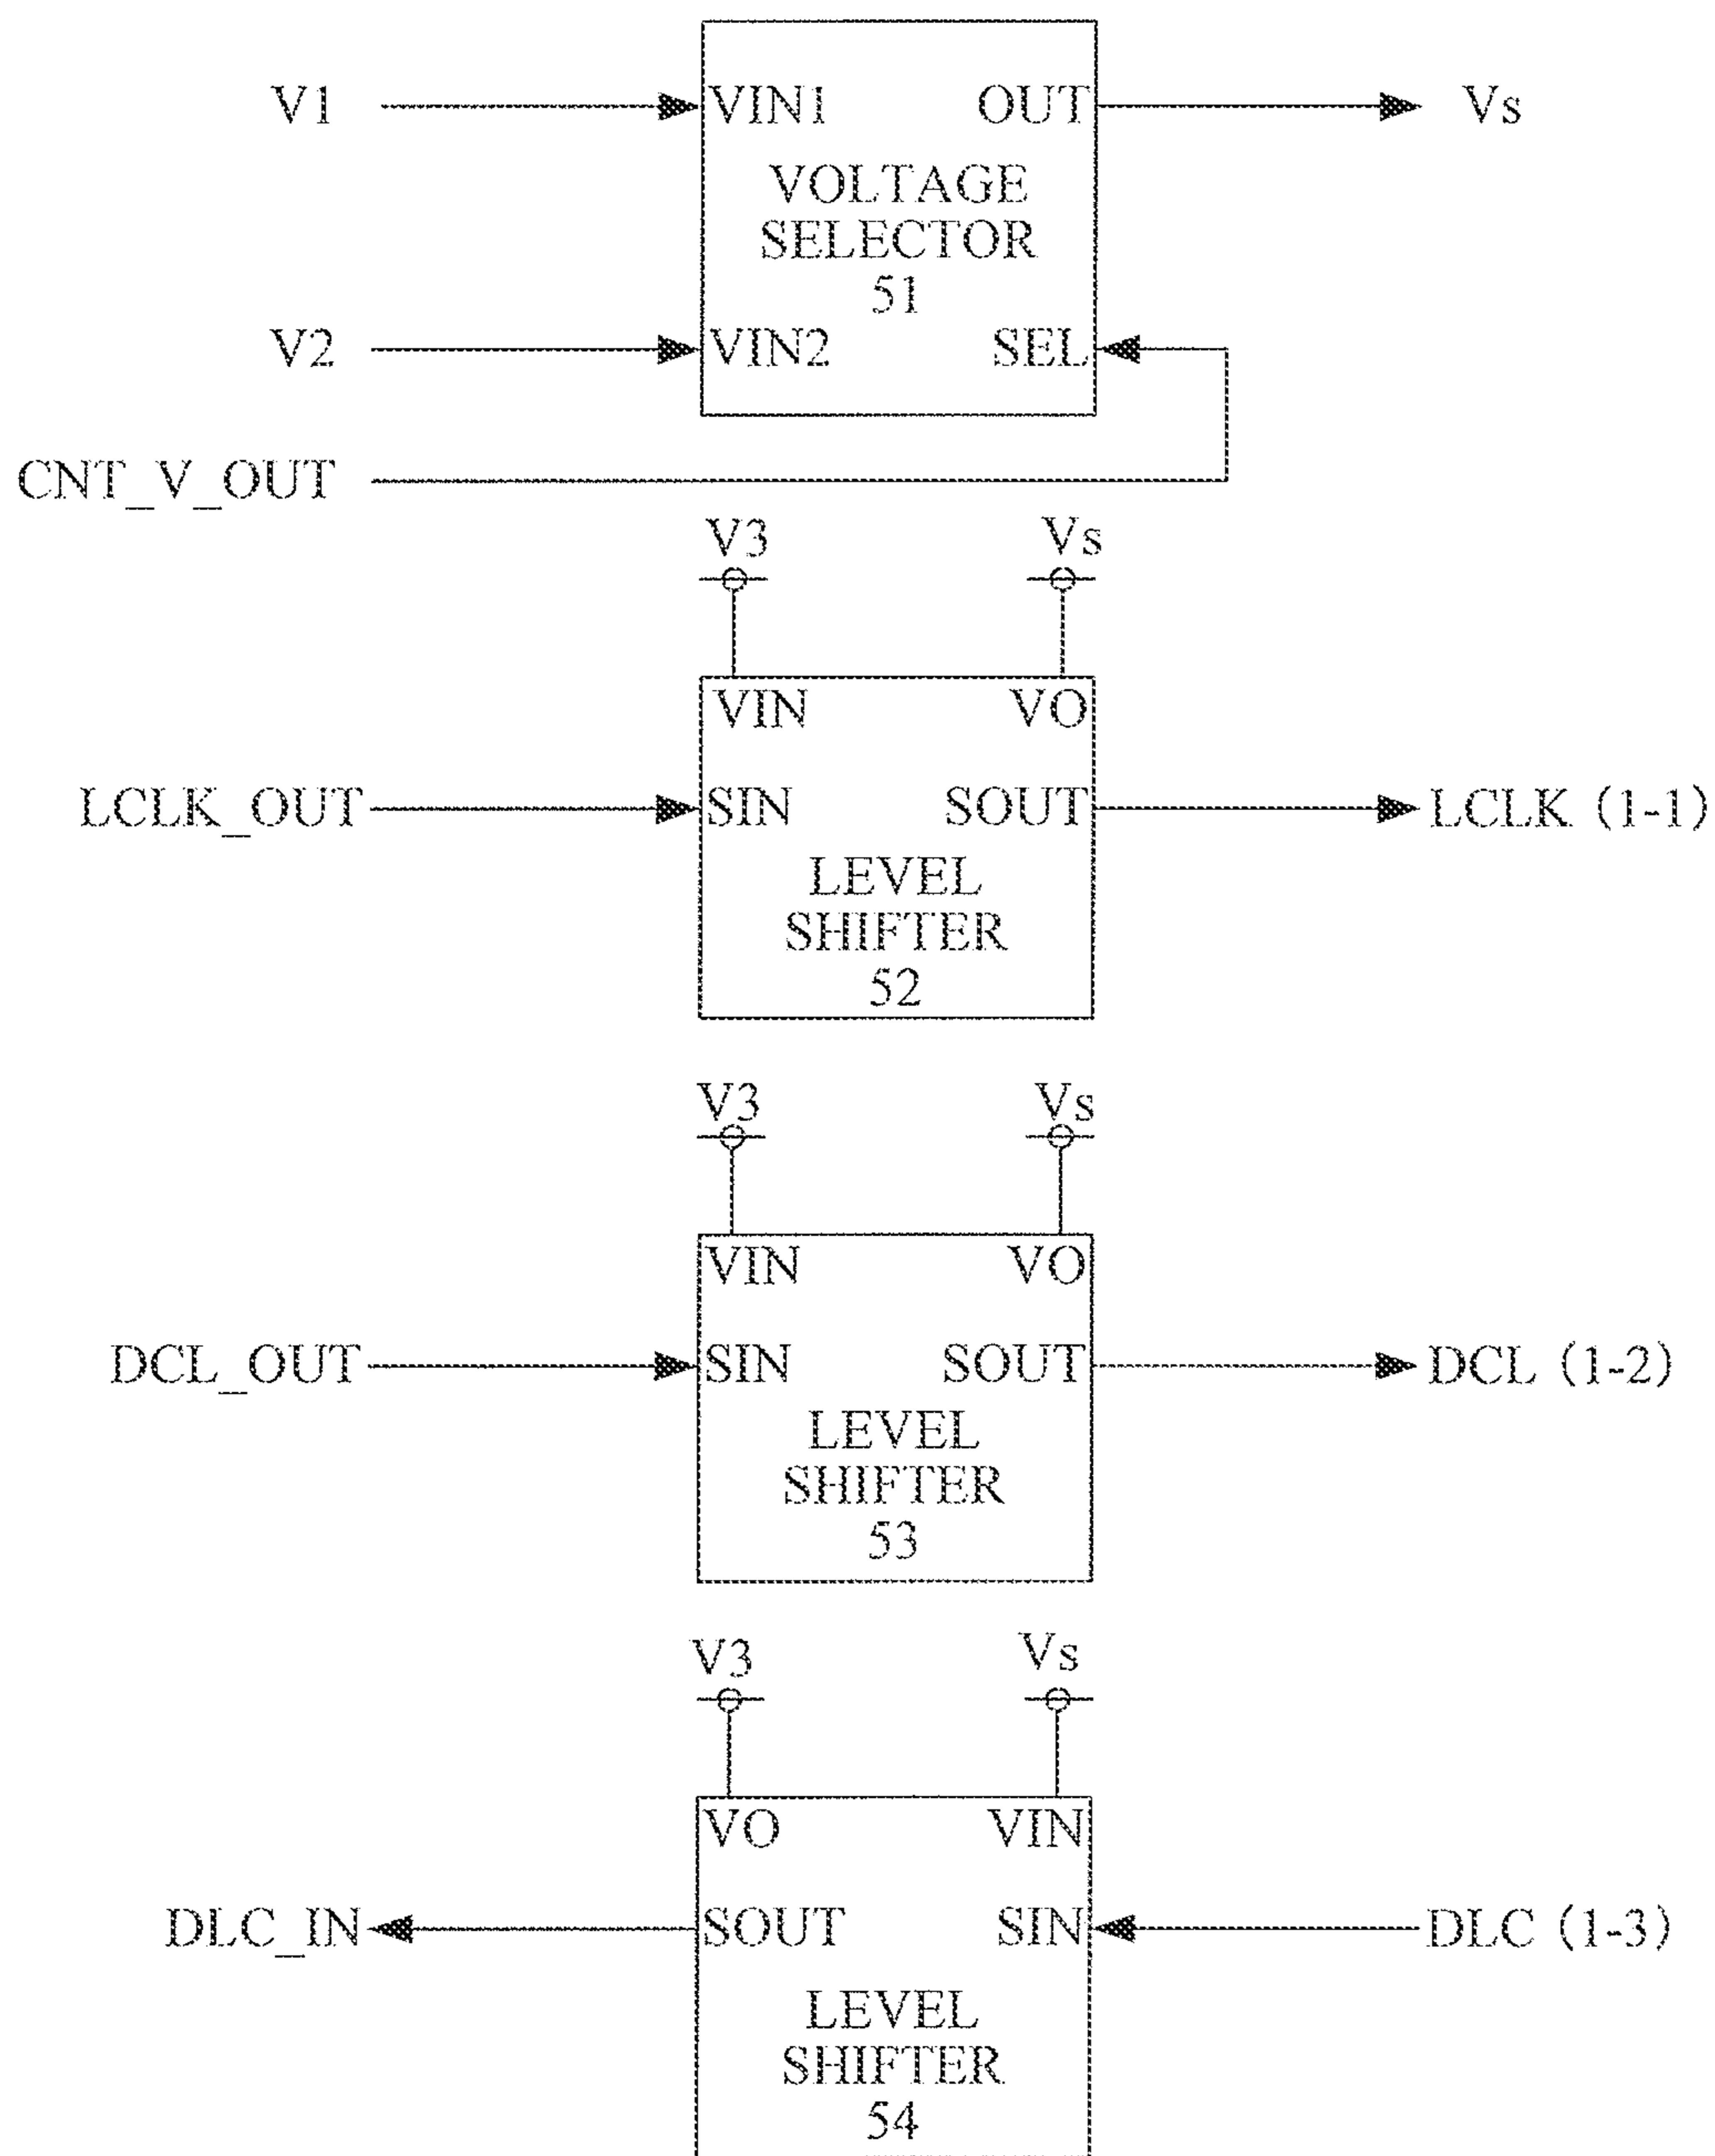 V1 VIN1 OUT Vs
VOLTAGE
SELECTOR
51
V2 VIN2 SEL
CNT_V_OUT
V3 Vs
VIN VO
LCLK_OUT SIN SOUT LCLK (1-1)
LEVEL
SHIFTER
52
V3 Vs
VIN VO
DCL_OUT SIN SOUT DCL (1-2)
LEVEL
SHIFTER
53
V3 Vs
VO VIN
DLC_IN SOUT SIN DLC (1-3)
LEVEL
SHIFTER
54